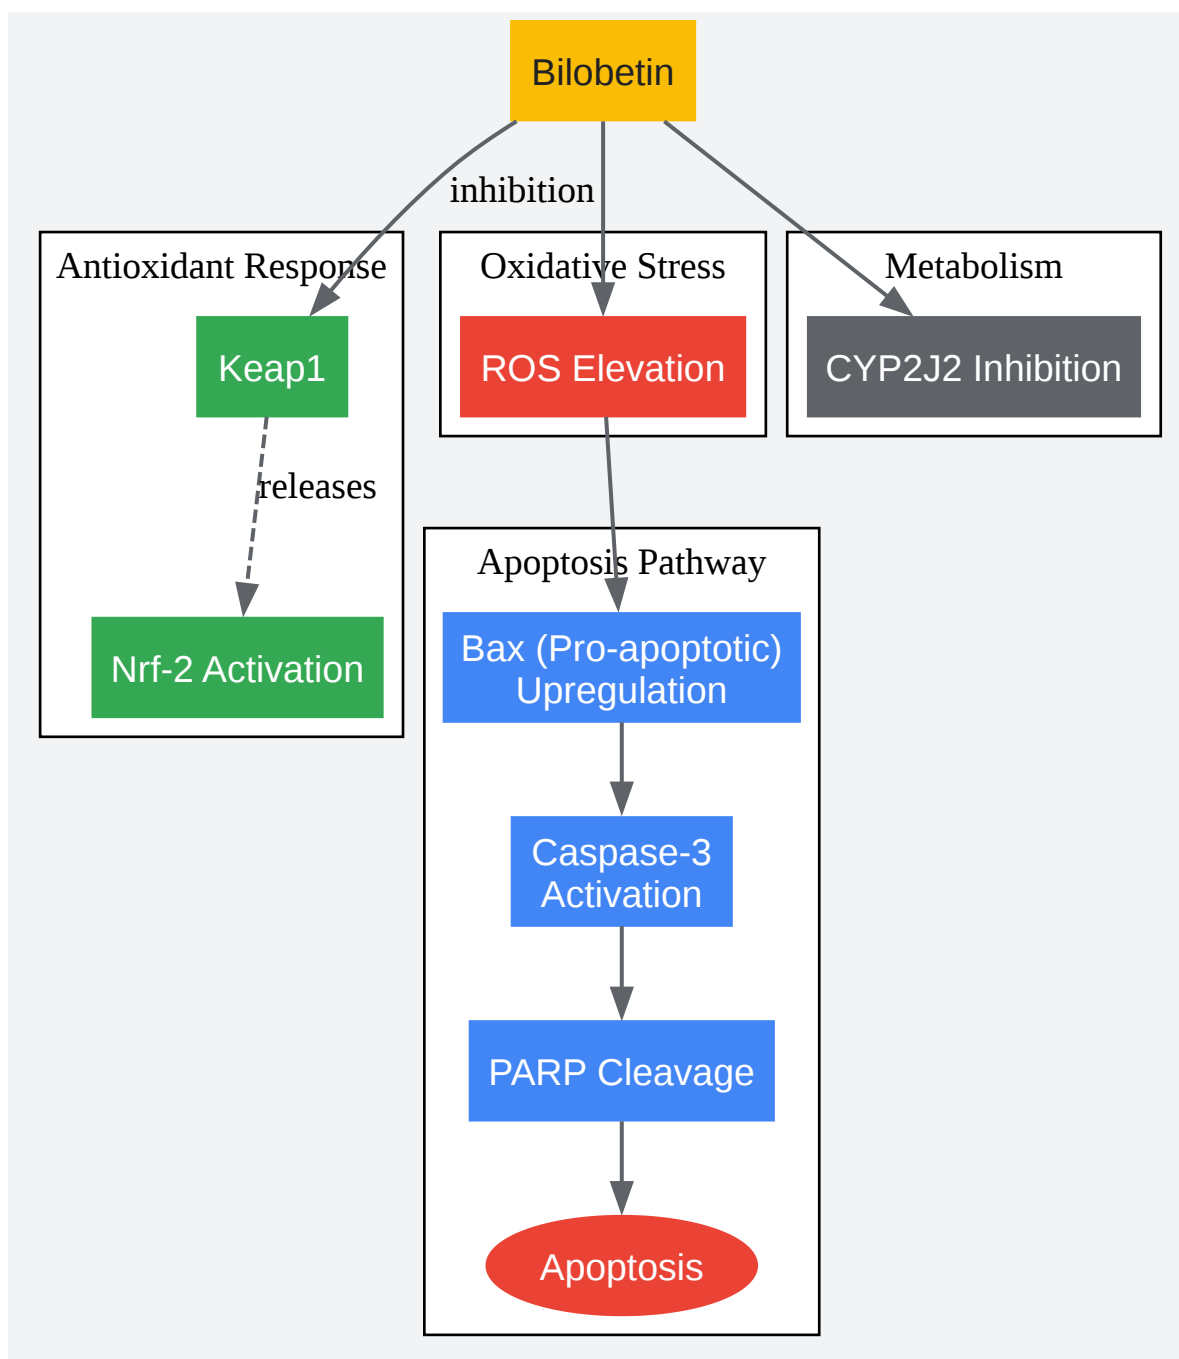 Bilobetin
inhibition
Antioxidant Response
Oxidative Stress
Metabolism
Keap1
ROS Elevation
CYP2J2 Inhibition
releases
Apoptosis Pathway
Nrf-2 Activation
Bax (Pro-apoptotic)
Upregulation
Caspase-3
Activation
PARP Cleavage
Apoptosis